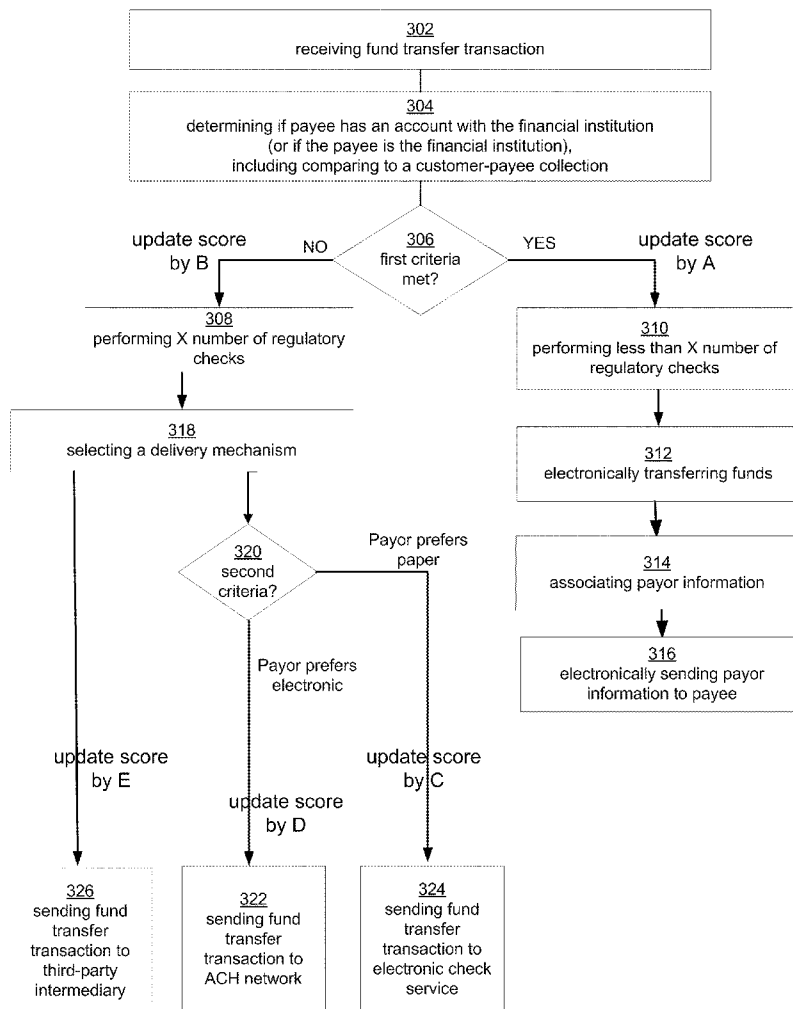 302
receiving fund transfer transaction
304
determining if payee has an account with the financial institution
(or if the payee is the financial institution),
including comparing to a customer-payee collection
update score
by B
NO
306
first criteria
met?
YES
update score
by A
308
performing X number of regulatory
checks
310
performing less than X number of
regulatory checks
318
selecting a delivery mechanism
312
electronically transferring funds
320
second
criteria?
Payor prefers
paper
314
associating payor information
Payor prefers
electronic
316
electronically sending payor
information to payee
update score
by E
update score
by D
update score
by C
326
sending fund
transfer
transaction to
third-party
intermediary
322
sending fund
transfer
transaction to
ACH network
324
sending fund
transfer
transaction to
electronic check
service